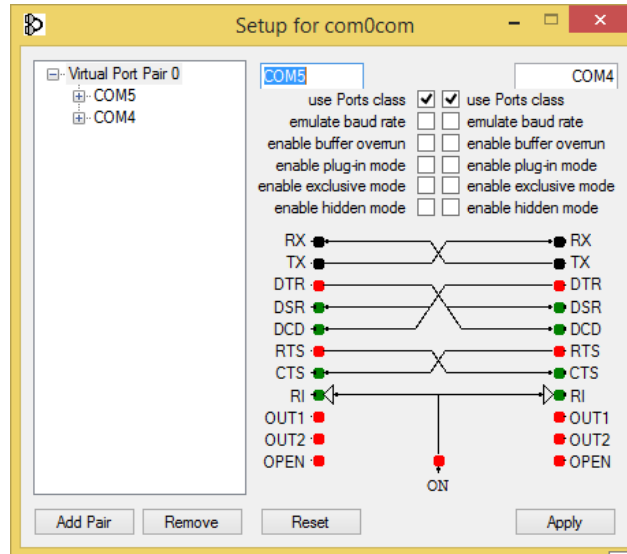 Setup for com0com
Virtual Port Pair 0
COM5
COM4
COM5 COM4
use Ports class use Ports class
emulate baud rate emulate baud rate
enable buffer overrun enable buffer overrun
enable plug-in mode enable plug-in mode
enable exclusive mode enable exclusive mode
enable hidden mode enable hidden mode
RX RX
TX TX
DTR DTR
DSR DSR
DCD DCD
RTS RTS
CTS CTS
RI RI
OUT1 OUT1
OUT2 OUT2
OPEN OPEN
ON
Add Pair Remove Reset Apply